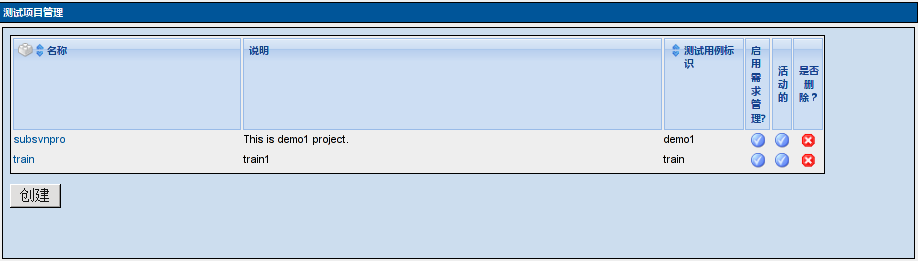 测试项目管理
名称 说明 测试用例标识 启用需求管理? 活动的 是否删除？
subsvnpro This is demo1 project. demo1
train train1 train
创建